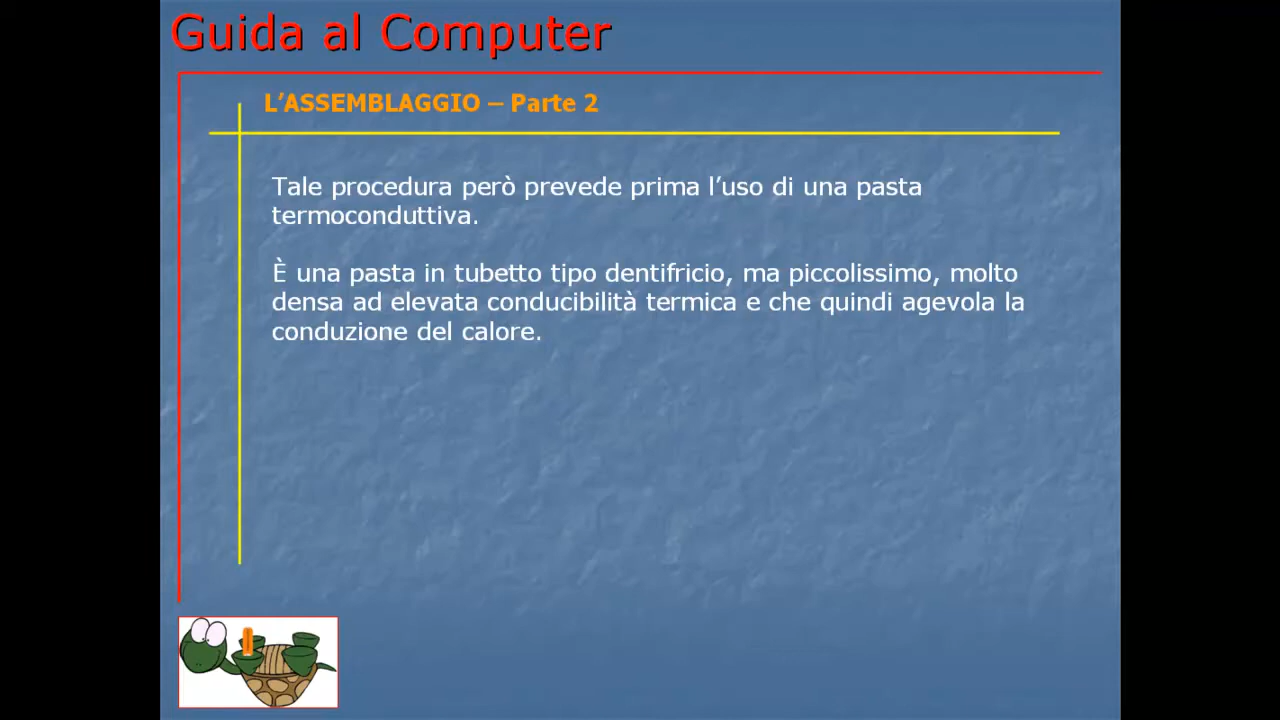 Guida al Computer
L’ASSEMBLAGGIO – Parte 2
Tale procedura però prevede prima l’uso di una pasta
termoconduttiva.
È una pasta in tubetto tipo dentifricio, ma piccolissimo, molto
densa ad elevata conducibilità termica e che quindi agevola la
conduzione del calore.